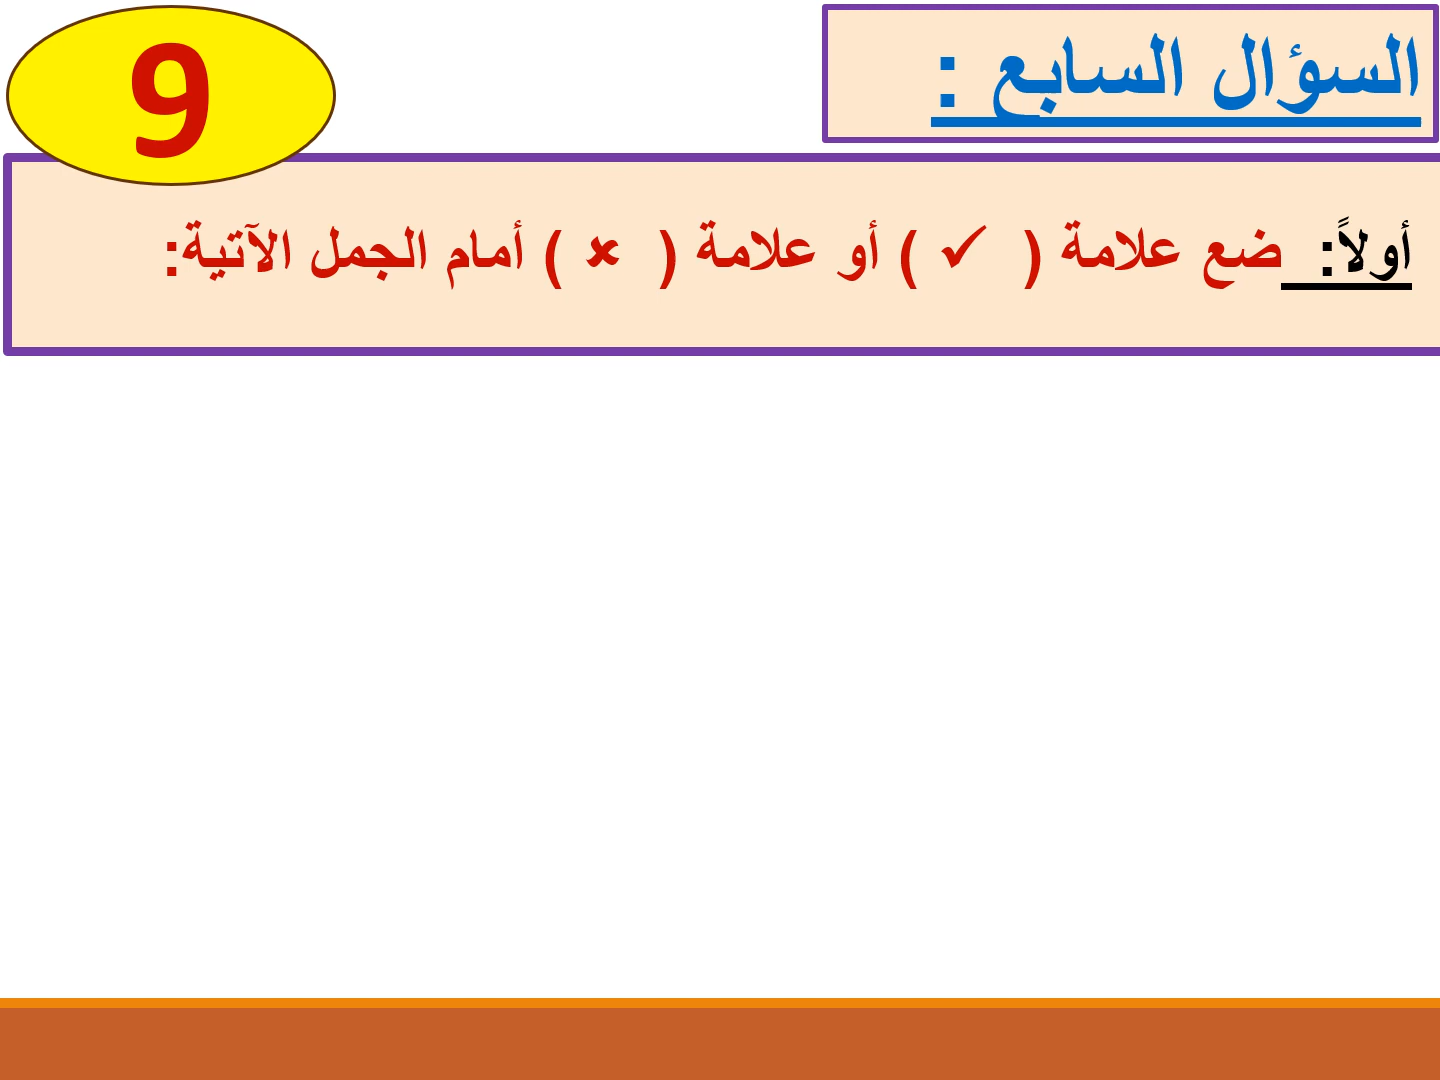 السؤال السابع :
9
أولاً: ضع علامة ( ✓ ) أو علامة ( ✗ ) أمام الجمل الآتية: